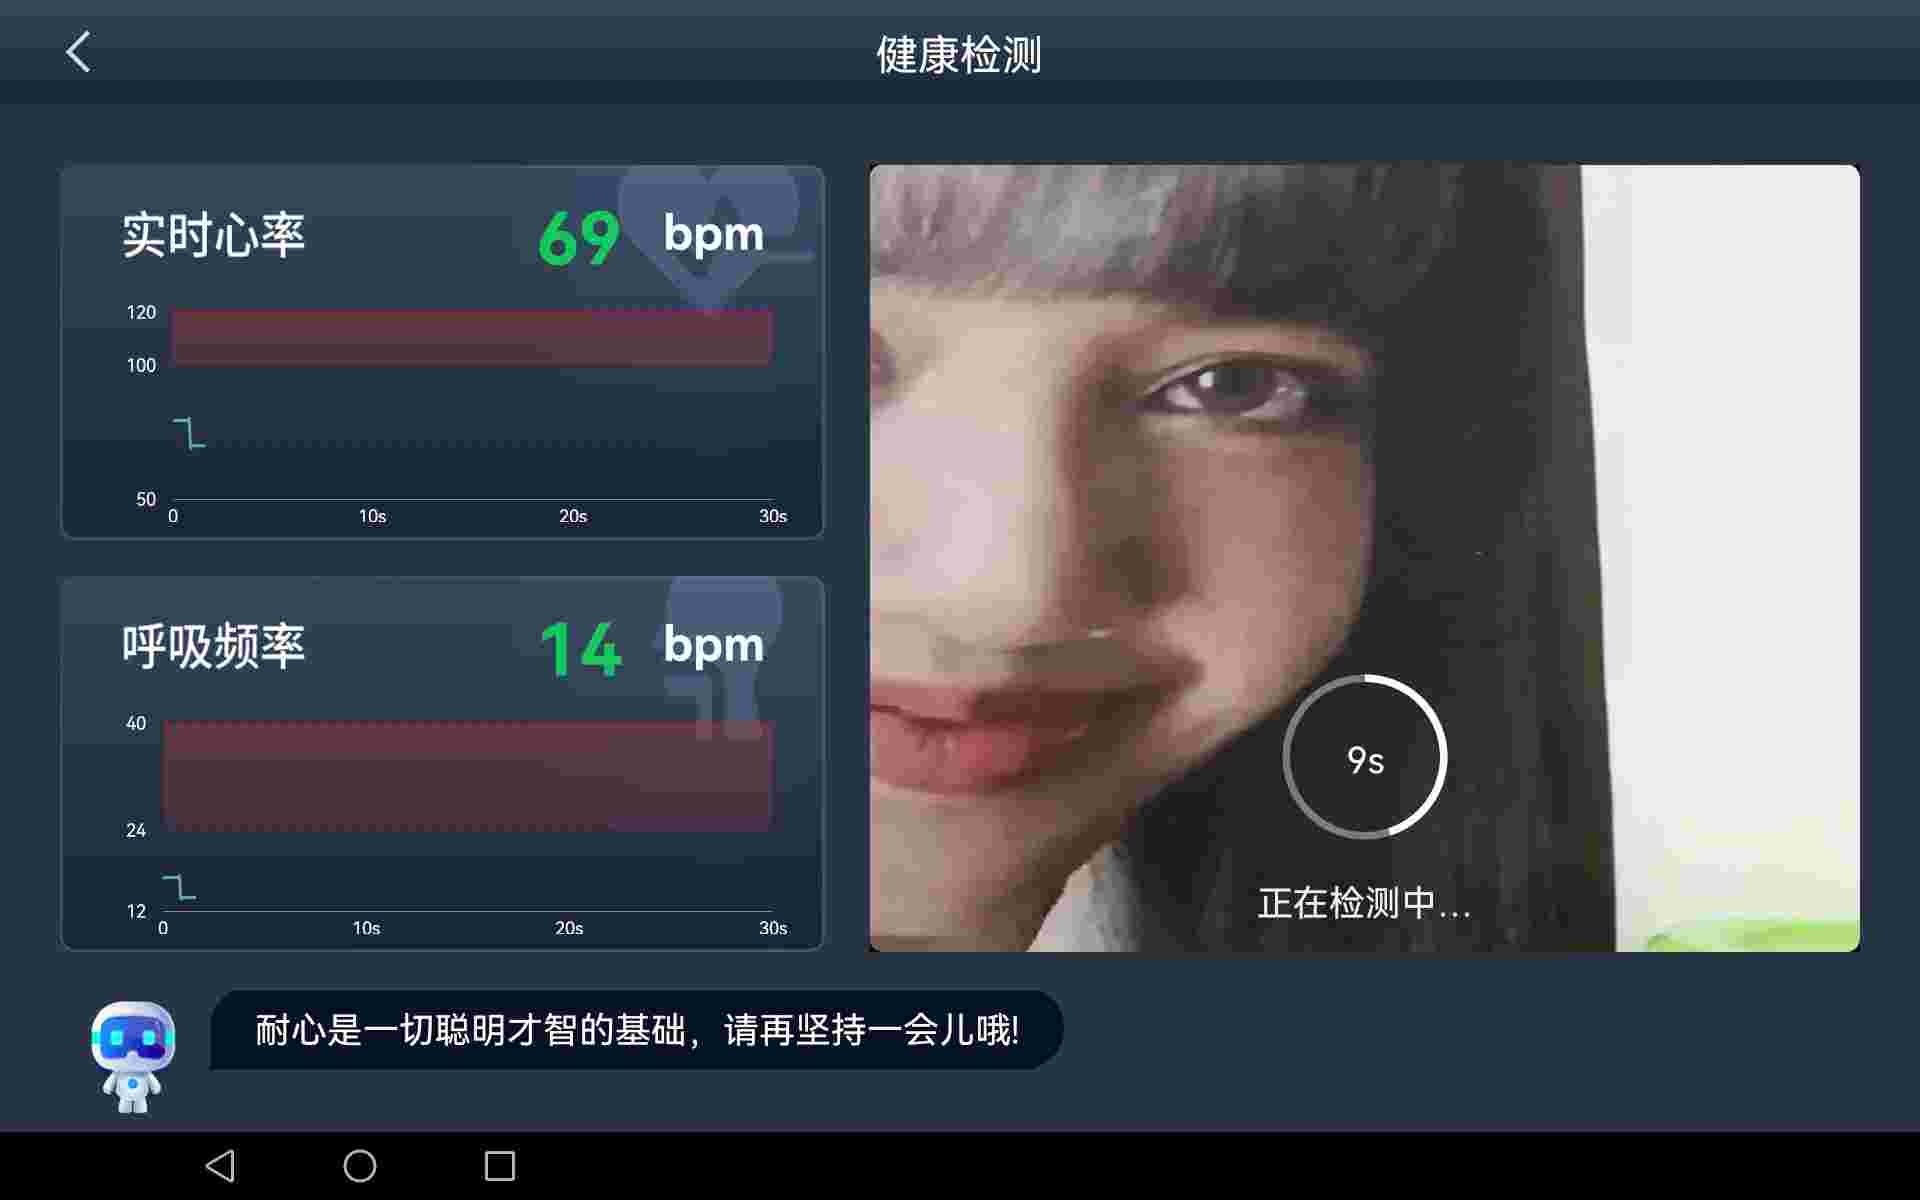 健康检测
实时心率 69 bpm
120
100
50
0 10s 20s 30s
呼吸频率 14 bpm
40
24
12
0 10s 20s 30s
9s
正在检测中...
耐心是一切聪明才智的基础，请再坚持一会儿哦!